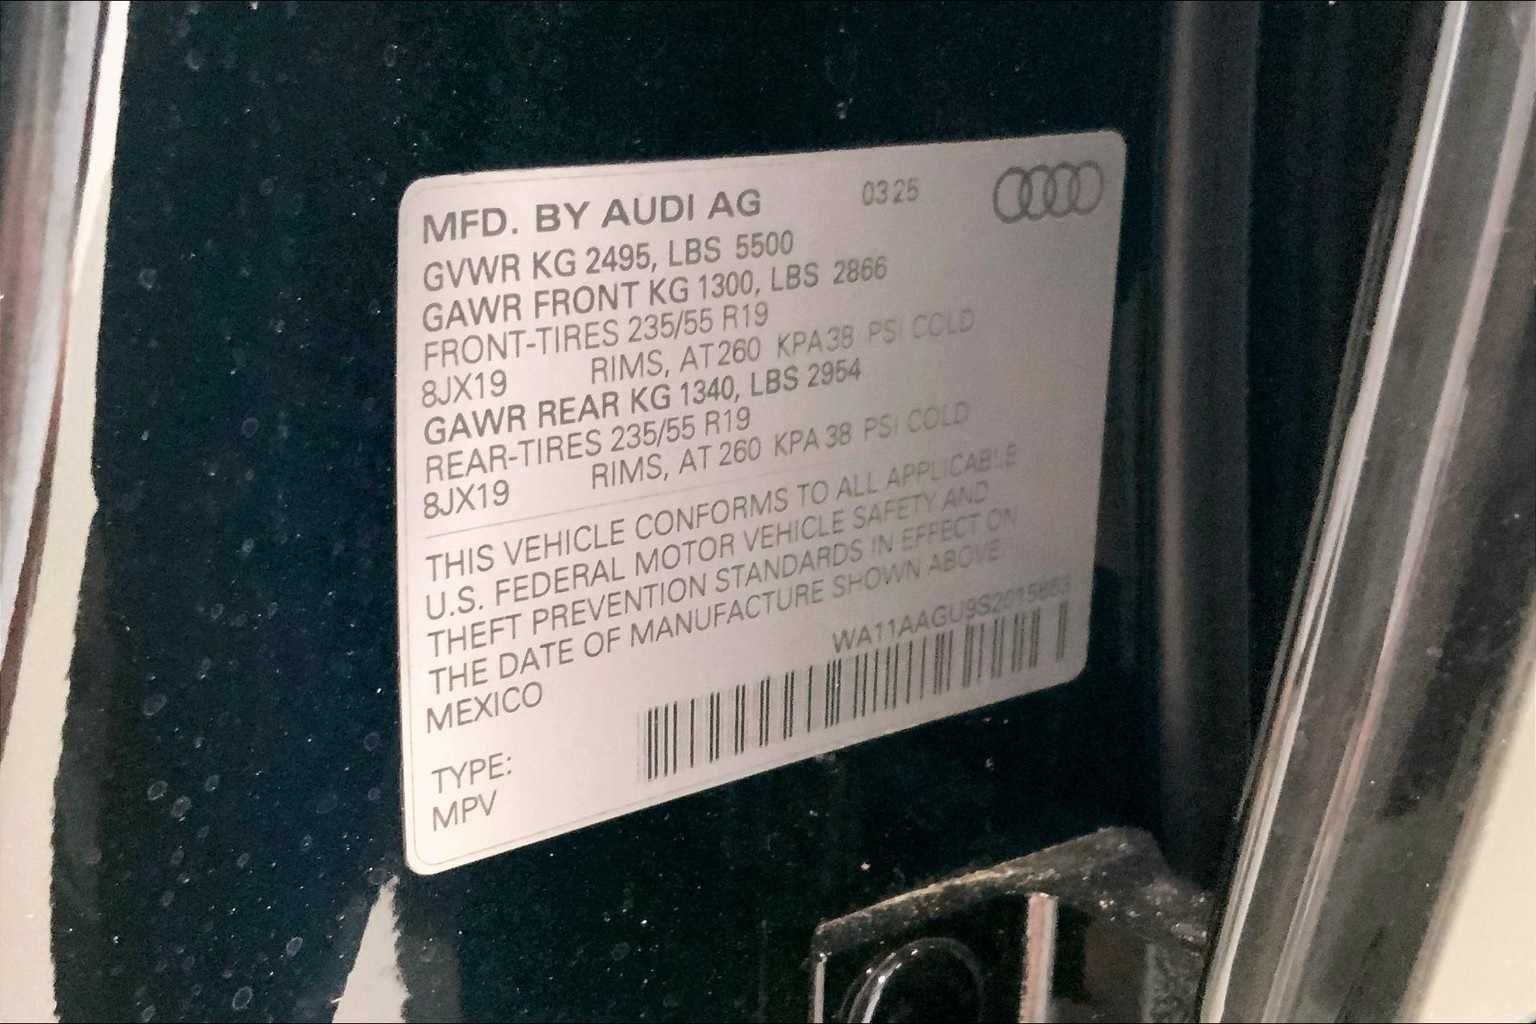 MFD. BY AUDI AG 03 25
GVWR KG 2495, LBS 5500
GAWR FRONT KG 1300, LBS 2866
FRONT-TIRES 235/55 R19
8JX19 RIMS, AT 260 KPA 38 PSI COLD
GAWR REAR KG 1340, LBS 2954
REAR-TIRES 235/55 R19
8JX19 RIMS, AT 260 KPA 38 PSI COLD
THIS VEHICLE CONFORMS TO ALL APPLICABLE
U.S. FEDERAL MOTOR VEHICLE SAFETY AND
THEFT PREVENTION STANDARDS IN EFFECT ON
THE DATE OF MANUFACTURE SHOWN ABOVE
WA11AAGU9S2015663
MEXICO
TYPE:
MPV